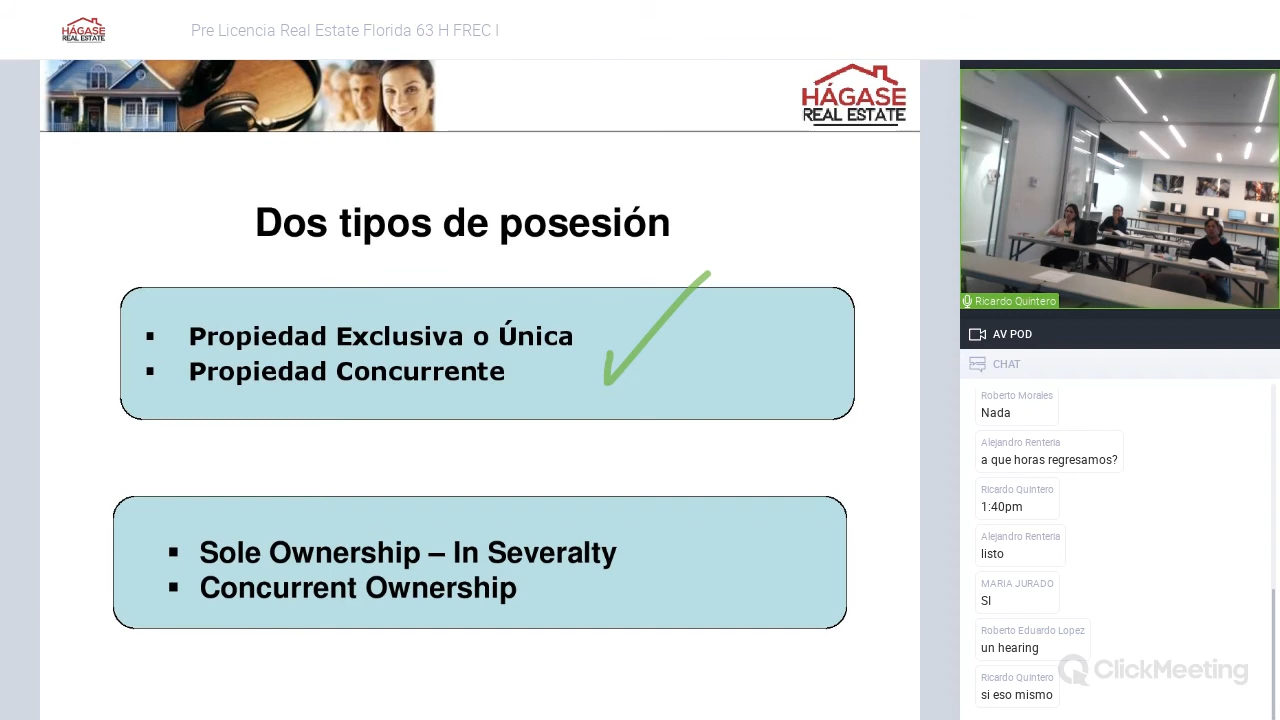 HÁGASE
REAL ESTATE
Pre Licencia Real Estate Florida 63 H FREC I
HÁGASE
REAL ESTATE
Dos tipos de posesión
▪ Propiedad Exclusiva o Única
▪ Propiedad Concurrente
▪ Sole Ownership – In Severalty
▪ Concurrent Ownership
Ricardo Quintero
AV POD
CHAT
Roberto Morales
Nada
Alejandro Renteria
a que horas regresamos?
Ricardo Quintero
1:40pm
Alejandro Renteria
listo
MARIA JURADO
SI
Roberto Eduardo Lopez
un hearing
Ricardo Quintero
si eso mismo
ClickMeeting